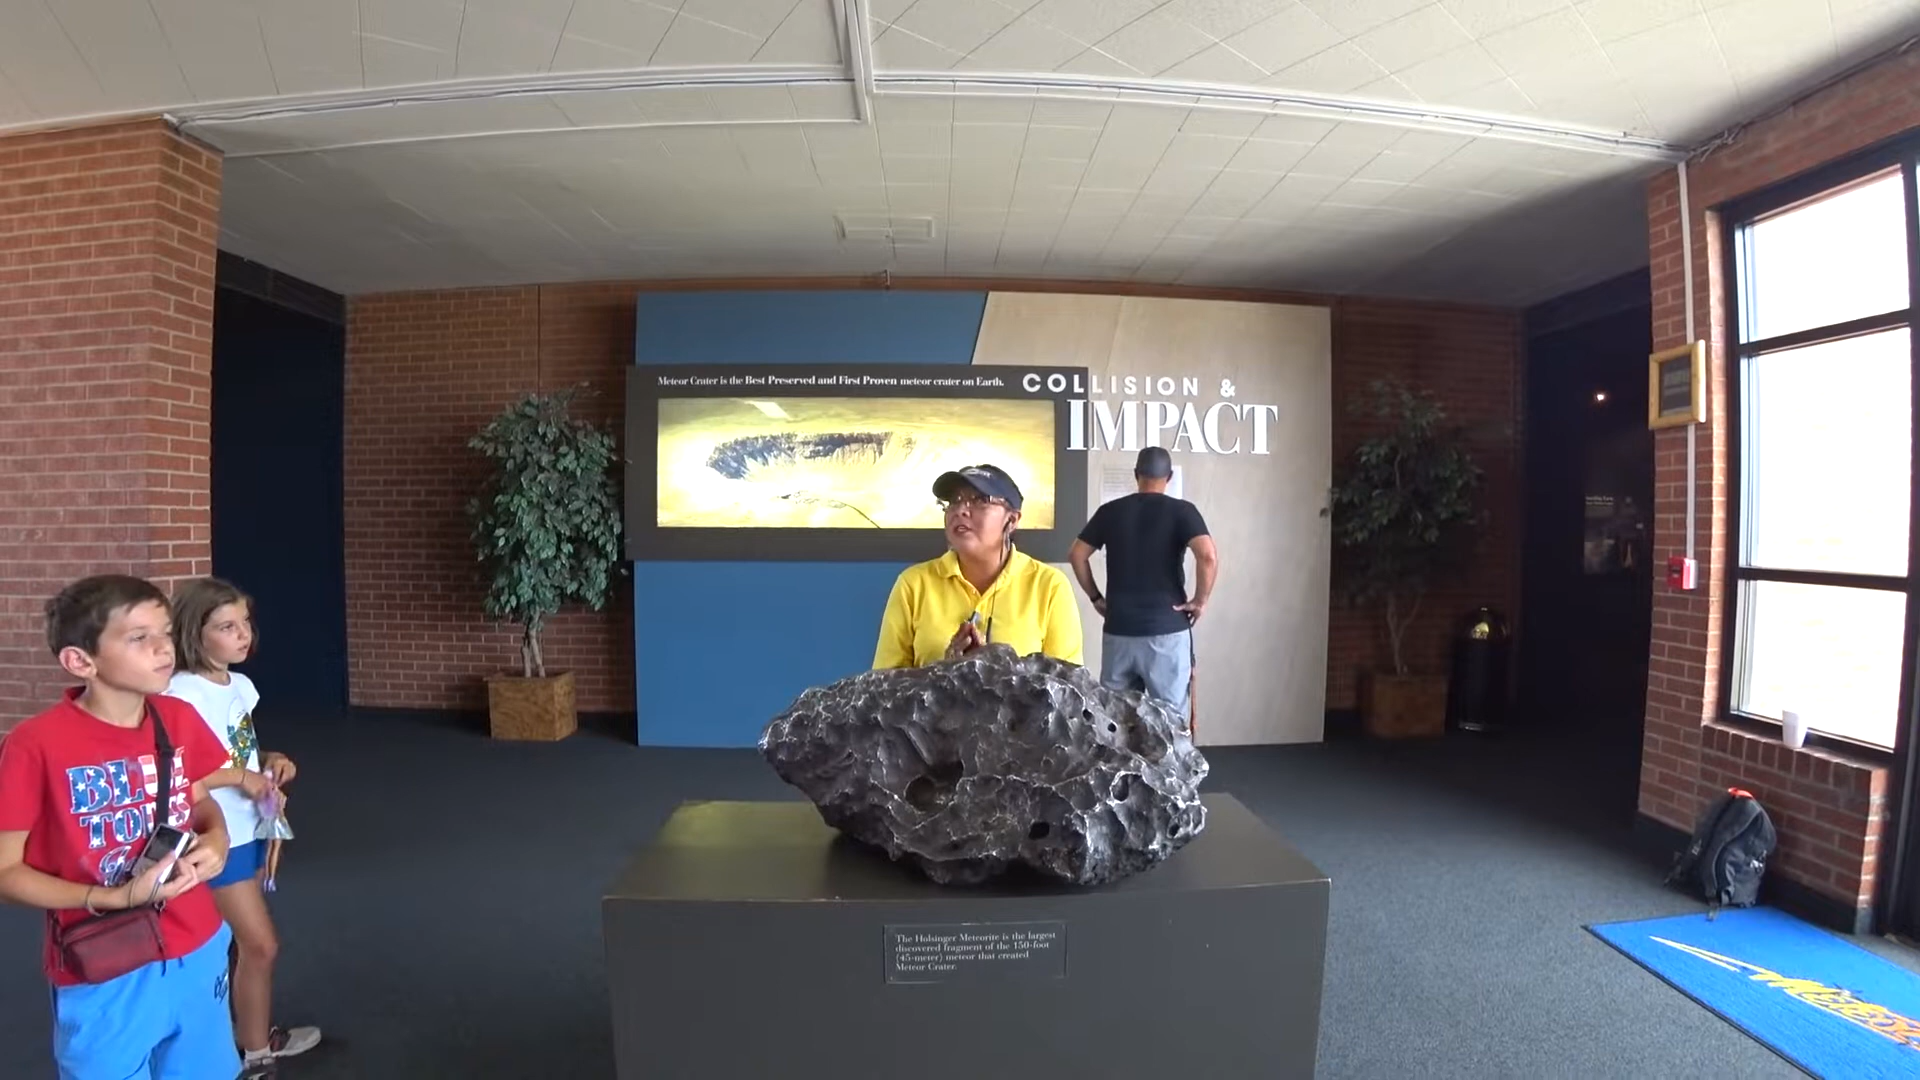 Meteor Crater is the Best Preserved and First Proven meteor crater on Earth.
COLLISION &
IMPACT
BLUE
TOES
The Holsinger Meteorite is the largest
discovered fragment of the 150-foot
(45-meter) meteor that created
Meteor Crater.